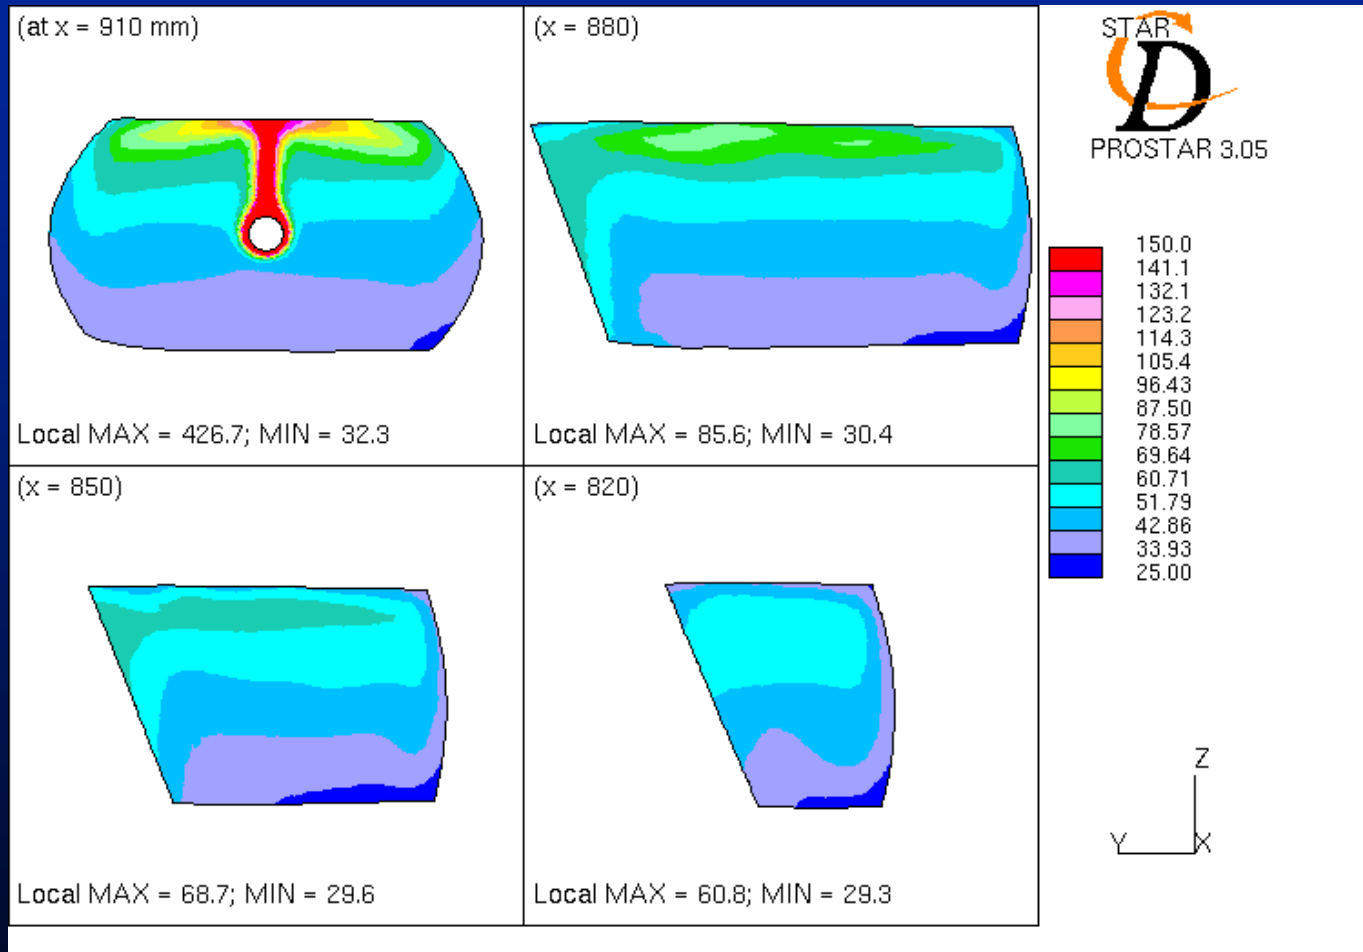 (at x = 910 mm)
(x = 880)
STAR
CD
PROSTAR 3.05
150.0
141.1
132.1
123.2
114.3
105.4
96.43
87.50
78.57
69.64
60.71
51.79
42.86
33.93
25.00
Local MAX = 426.7; MIN = 32.3
Local MAX = 85.6; MIN = 30.4
(x = 850)
(x = 820)
Z
Y
X
Local MAX = 68.7; MIN = 29.6
Local MAX = 60.8; MIN = 29.3